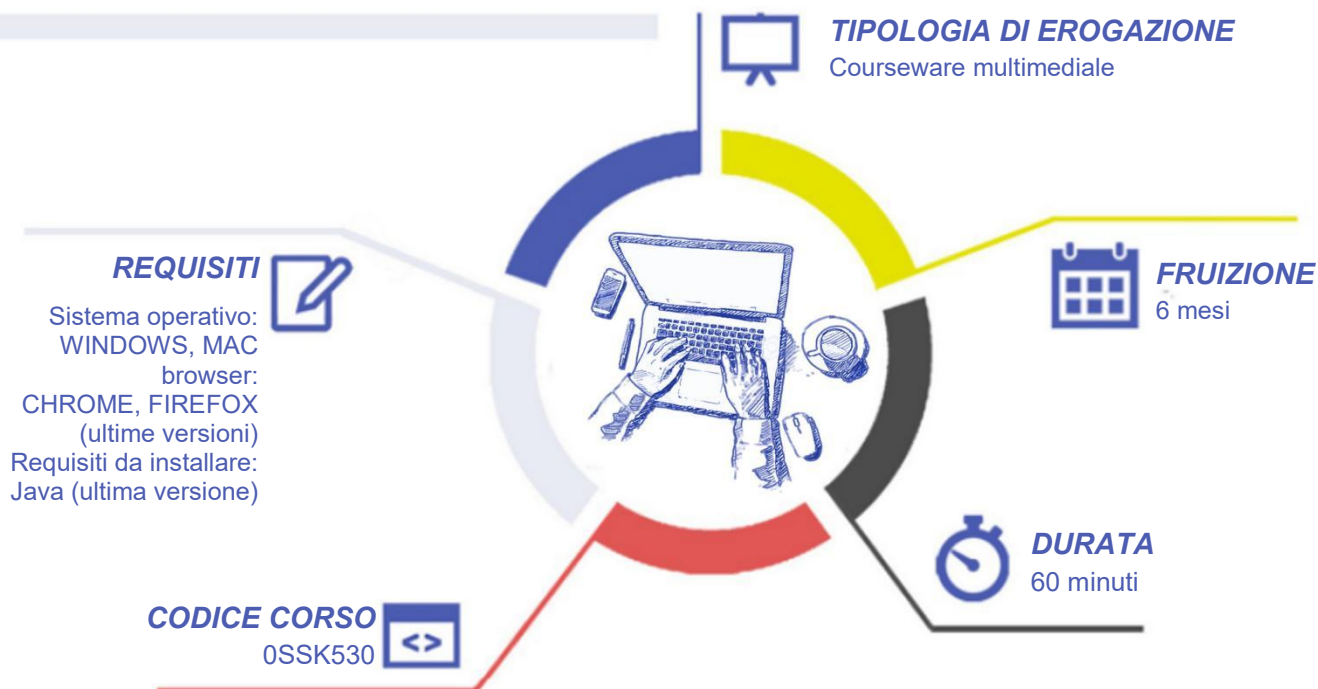 TIPOLOGIA DI EROGAZIONE
Courseware multimediale
REQUISITI
Sistema operativo:
WINDOWS, MAC
browser:
CHROME, FIREFOX
(ultime versioni)
Requisiti da installare:
Java (ultima versione)
FRUIZIONE
6 mesi
DURATA
60 minuti
CODICE CORSO
0SSK530